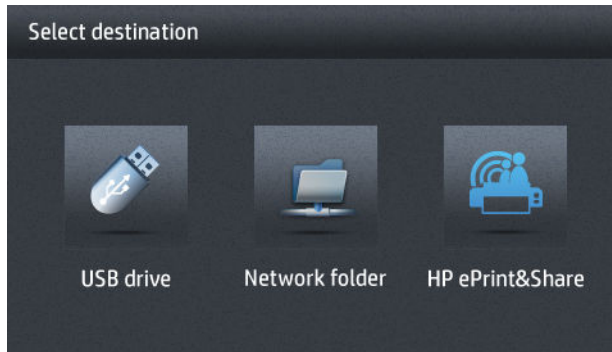 Select destination
USB drive
Network folder
HP ePrint&Share